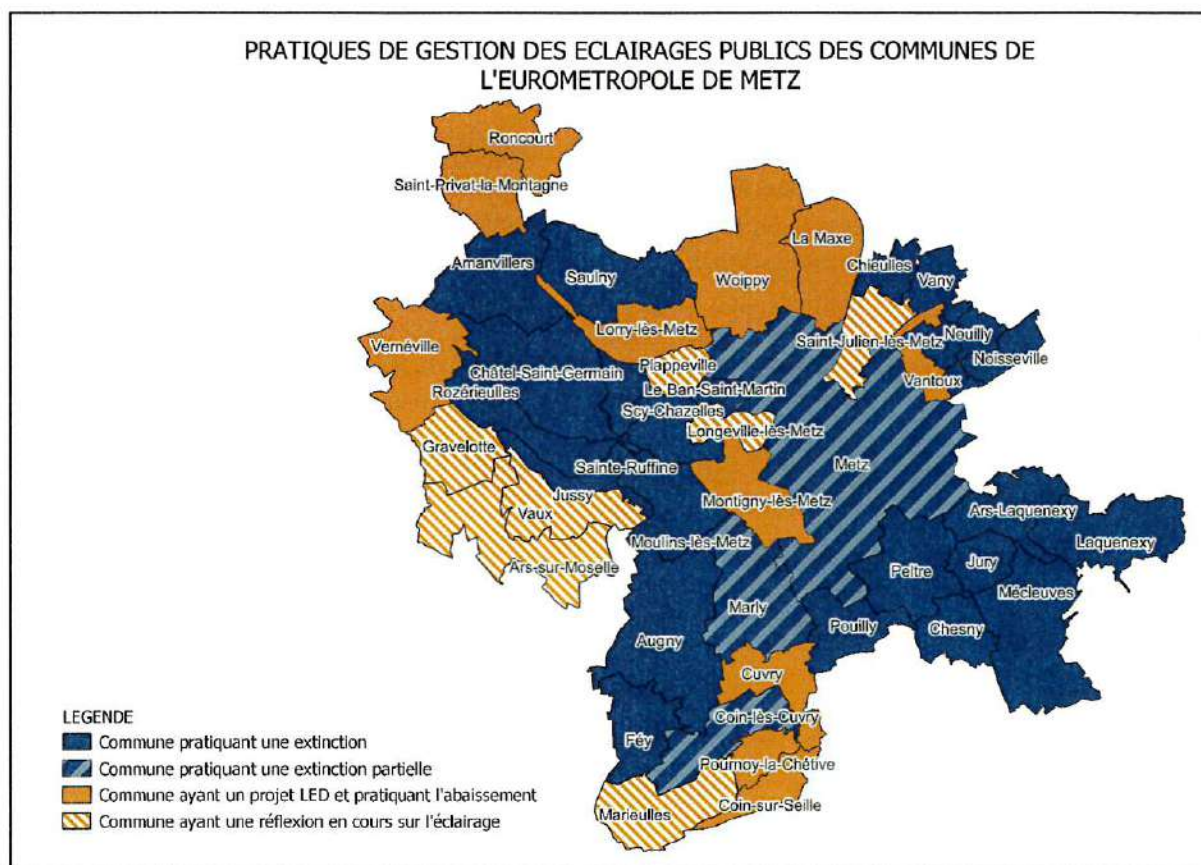 PRATIQUES DE GESTION DES ECLAIRAGES PUBLICS DES COMMUNES DE
L'EUROMETROPOLE DE METZ
Roncourt
Saint-Privat-la-Montagne
La Maxe
Amanvillers
Saulny
Woippy
Chieulles
Vany
Lorry-lès-Metz
Saint-Julien-lès-Metz
Nouilly
Vernéville
Noisseville
Plappeville
Châtel-Saint-Germain
Vantoux
Rozérieulles
Le Ban-Saint-Martin
Scy-Chazelles
Longeville-lès-Metz
Gravelotte
Metz
Sainte-Ruffine
Jussy
Montigny-lès-Metz
Vaux
Ars-Laquenexy
Moulins-lès-Metz
Laquenexy
Ars-sur-Moselle
Jury
Peltre
Mécleuves
Marly
Pouilly
Chesny
Augny
Cuvry
Coin-lès-Cuvry
Féy
Pournoy-la-Chétive
Coin-sur-Seille
Marieulles
LEGENDE
Commune pratiquant une extinction
Commune pratiquant une extinction partielle
Commune ayant un projet LED et pratiquant l'abaissement
Commune ayant une réflexion en cours sur l'éclairage